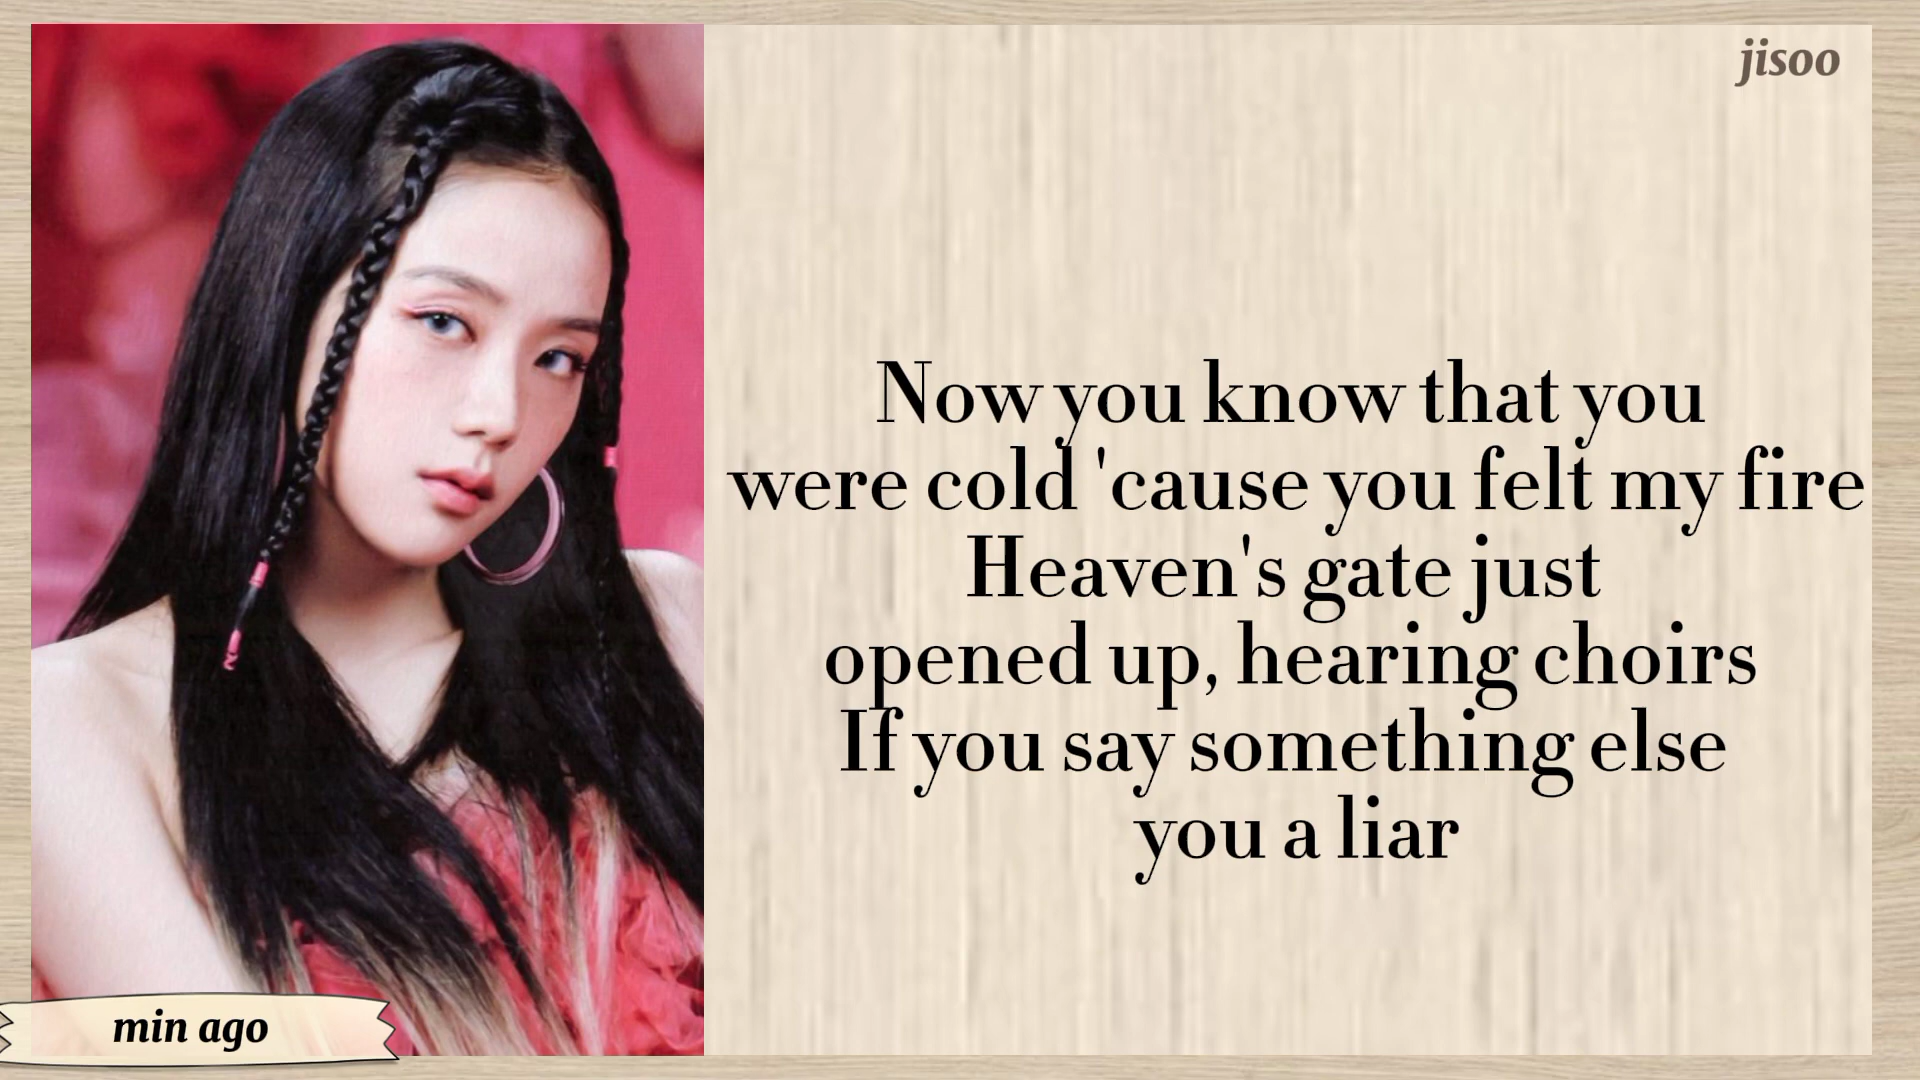 jisoo
Now you know that you
were cold 'cause you felt my fire
Heaven's gate just
opened up, hearing choirs
If you say something else
you a liar
min ago